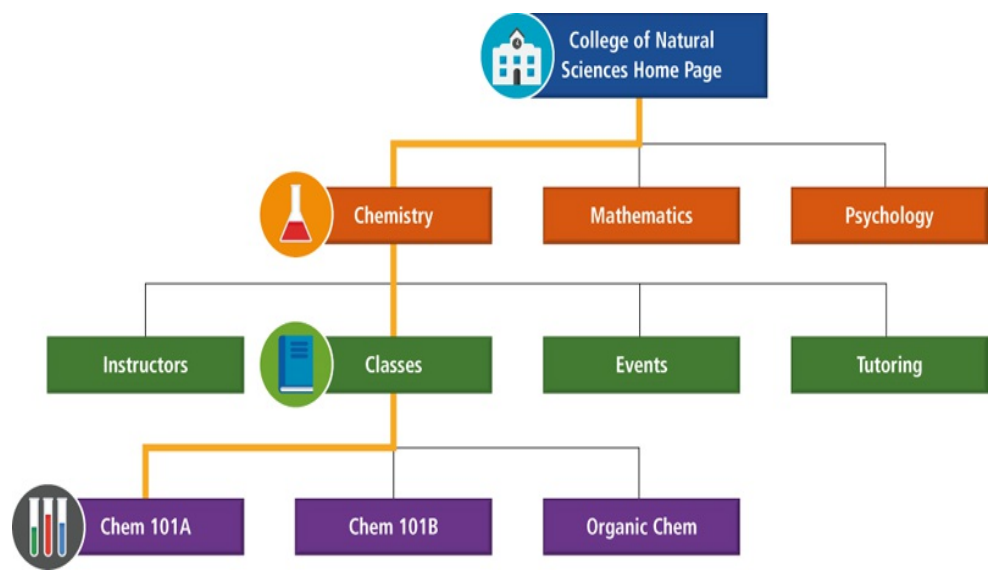 College of Natural
Sciences Home Page
Chemistry
Mathematics
Psychology
Instructors
Classes
Events
Tutoring
Chem 101A
Chem 101B
Organic Chem